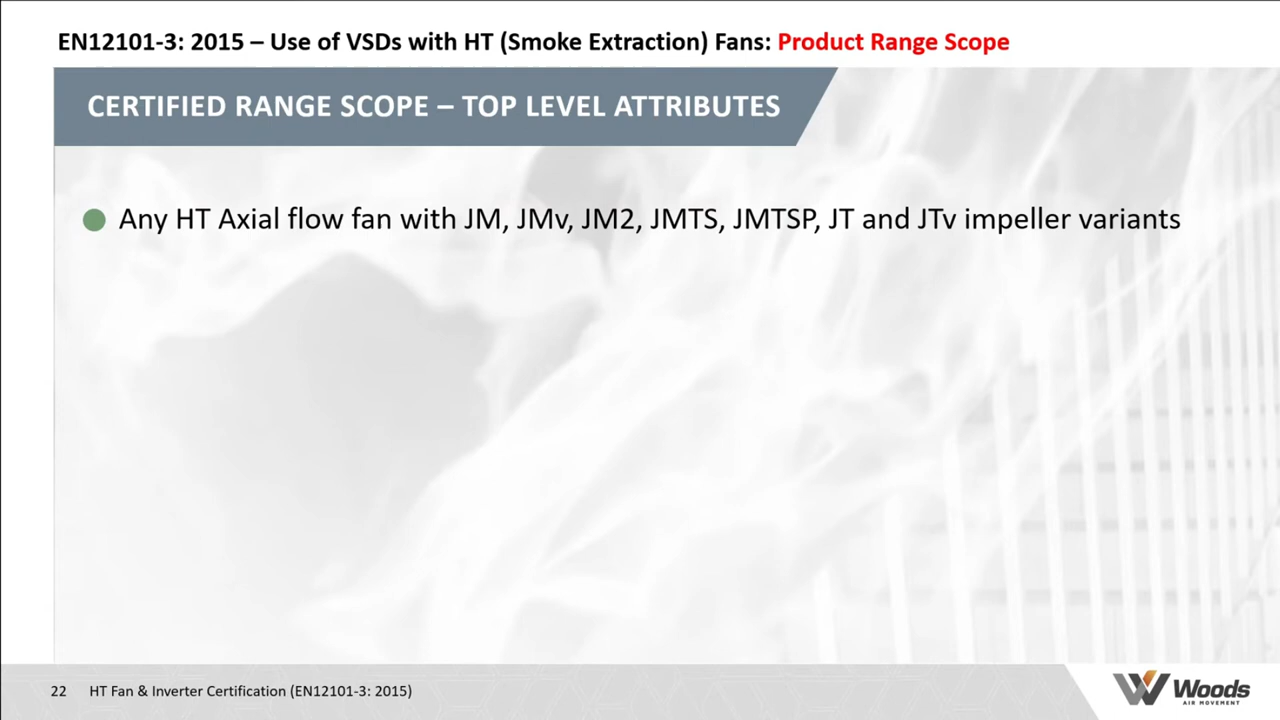 EN12101-3: 2015 – Use of VSDs with HT (Smoke Extraction) Fans: Product Range Scope
CERTIFIED RANGE SCOPE – TOP LEVEL ATTRIBUTES
Any HT Axial flow fan with JM, JMv, JM2, JMTS, JMTSP, JT and JTv impeller variants
22 HT Fan & Inverter Certification (EN12101-3: 2015)
Woods
AIR MOVEMENT